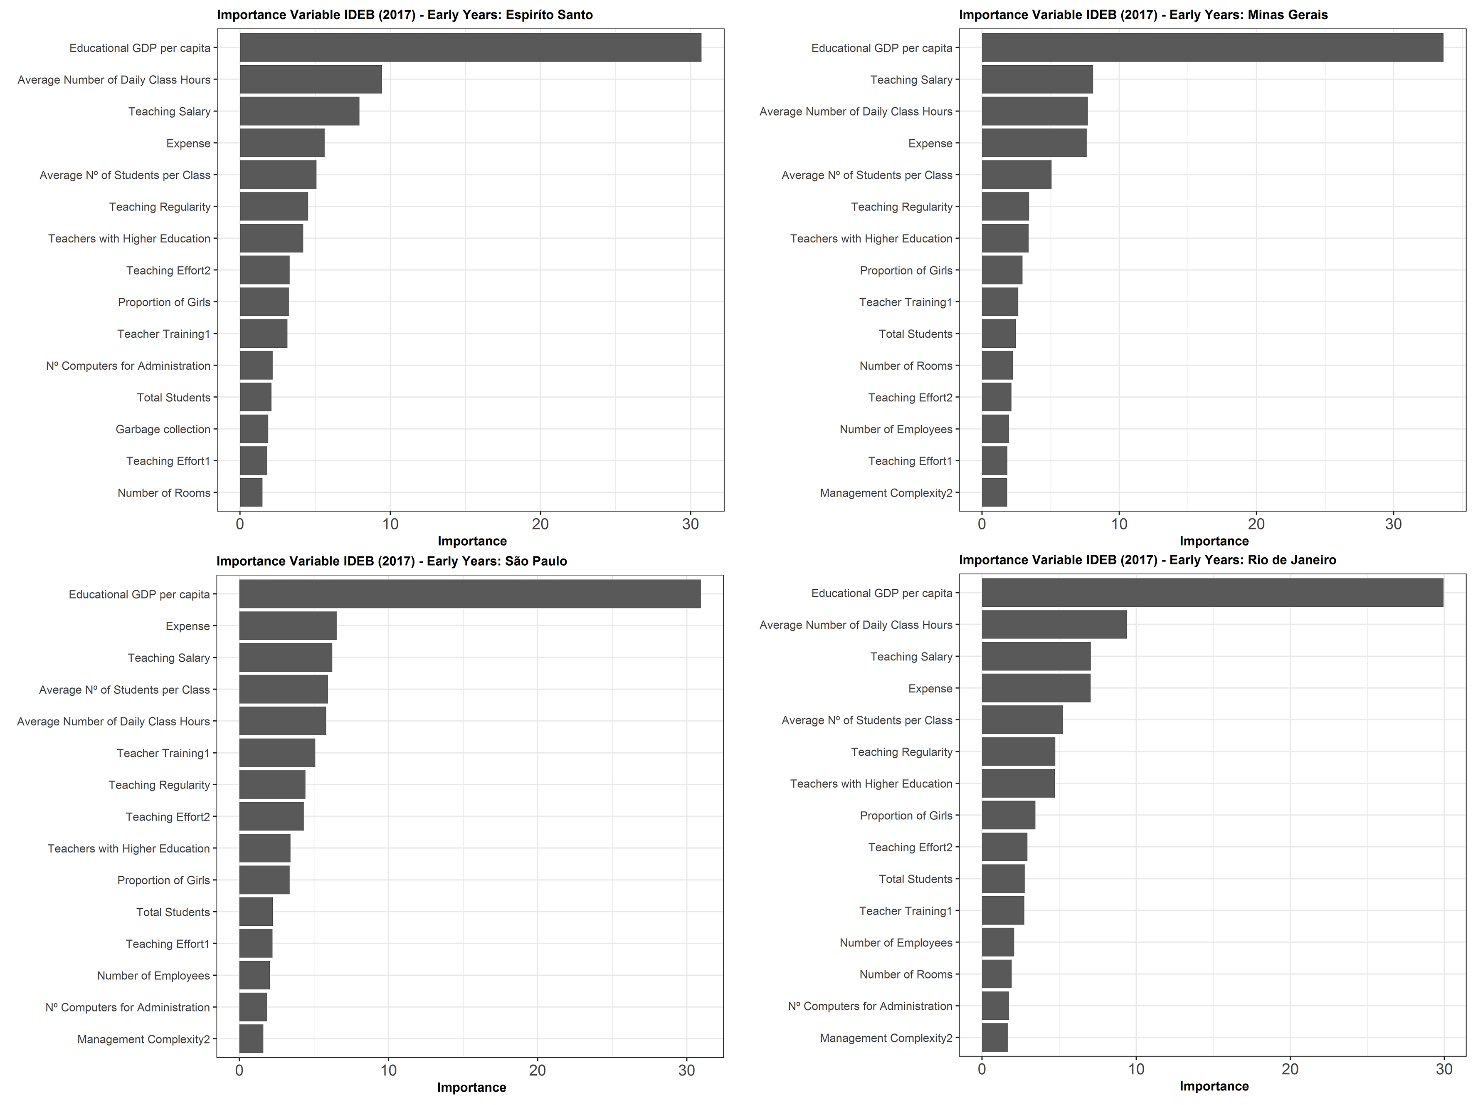 Importance Variable IDEB (2017) - Early Years: Espiríto Santo
Educational GDP per capita
Average Number of Daily Class Hours
Teaching Salary
Expense
Average Nº of Students per Class
Teaching Regularity
Teachers with Higher Education
Teaching Effort2
Proportion of Girls
Teacher Training1
Nº Computers for Administration
Total Students
Garbage collection
Teaching Effort1
Number of Rooms
0 10 20 30
Importance
Importance Variable IDEB (2017) - Early Years: Minas Gerais
Educational GDP per capita
Teaching Salary
Average Number of Daily Class Hours
Expense
Average Nº of Students per Class
Teaching Regularity
Teachers with Higher Education
Proportion of Girls
Teacher Training1
Total Students
Number of Rooms
Teaching Effort2
Number of Employees
Teaching Effort1
Management Complexity2
0 10 20 30
Importance
Importance Variable IDEB (2017) - Early Years: São Paulo
Educational GDP per capita
Expense
Teaching Salary
Average Nº of Students per Class
Average Number of Daily Class Hours
Teacher Training1
Teaching Regularity
Teaching Effort2
Teachers with Higher Education
Proportion of Girls
Total Students
Teaching Effort1
Number of Employees
Nº Computers for Administration
Management Complexity2
0 10 20 30
Importance
Importance Variable IDEB (2017) - Early Years: Rio de Janeiro
Educational GDP per capita
Average Number of Daily Class Hours
Teaching Salary
Expense
Average Nº of Students per Class
Teaching Regularity
Teachers with Higher Education
Proportion of Girls
Teaching Effort2
Total Students
Teacher Training1
Number of Employees
Number of Rooms
Nº Computers for Administration
Management Complexity2
0 10 20 30
Importance